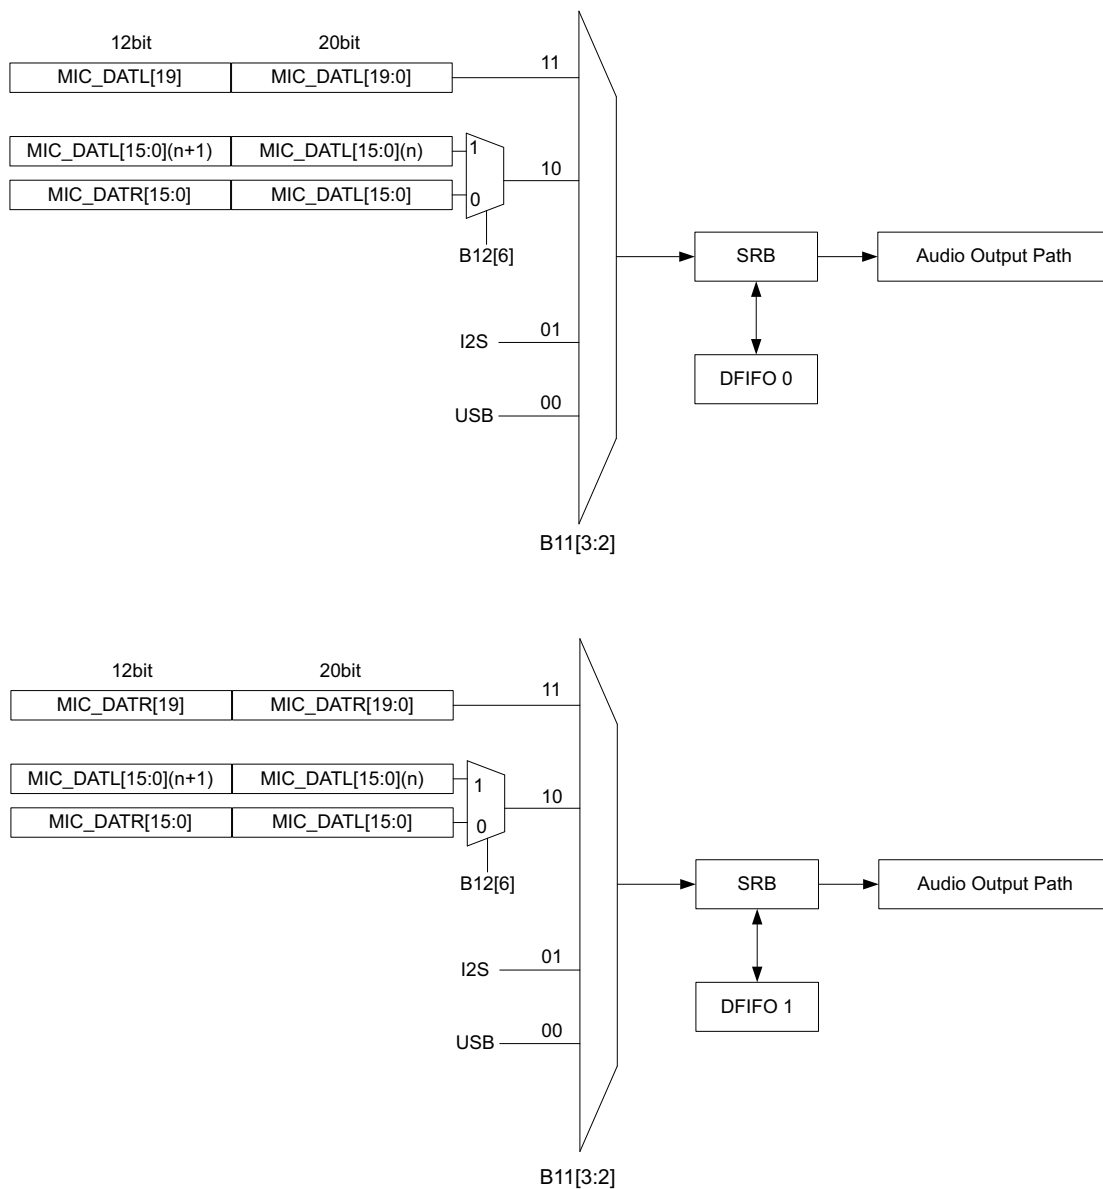 12bit 20bit
MIC_DATL[19] MIC_DATL[19:0] 11
MIC_DATL[15:0](n+1) MIC_DATL[15:0](n) 1
10
MIC_DATR[15:0] MIC_DATL[15:0] 0
B12[6]
SRB Audio Output Path
I2S 01
DFIFO 0
USB 00
B11[3:2]
12bit 20bit
MIC_DATR[19] MIC_DATR[19:0] 11
MIC_DATL[15:0](n+1) MIC_DATL[15:0](n) 1
10
MIC_DATR[15:0] MIC_DATL[15:0] 0
B12[6]
SRB Audio Output Path
I2S 01
DFIFO 1
USB 00
B11[3:2]